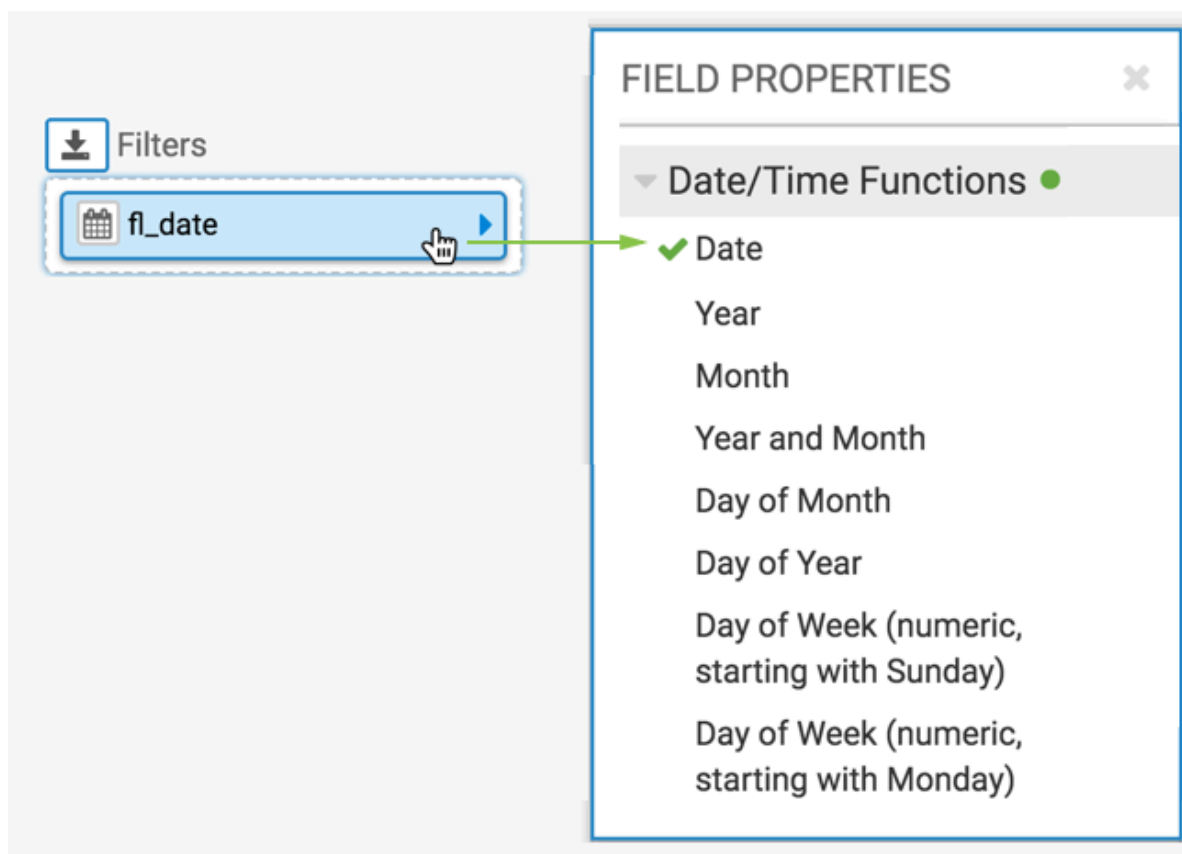 FIELD PROPERTIES
Filters
fl_date
Date/Time Functions
Date
Year
Month
Year and Month
Day of Month
Day of Year
Day of Week (numeric,
starting with Sunday)
Day of Week (numeric,
starting with Monday)